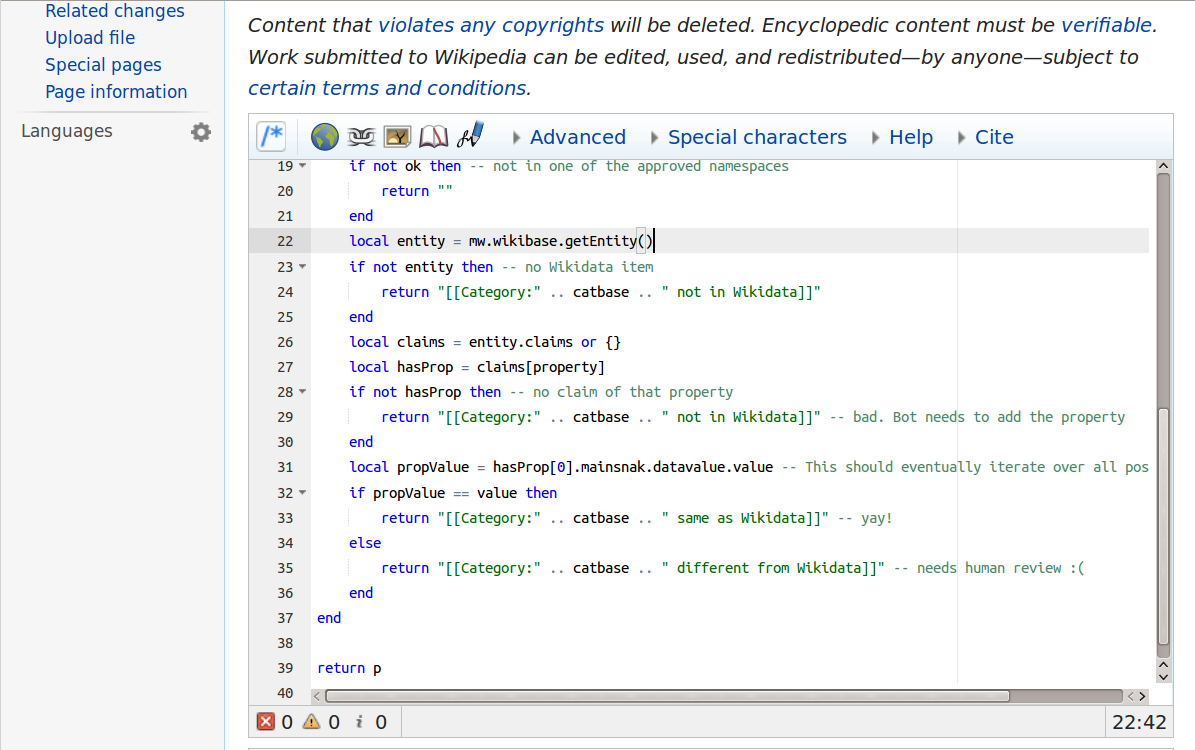 Related changes
Upload file
Special pages
Page information
Languages
Content that violates any copyrights will be deleted. Encyclopedic content must be verifiable.
Work submitted to Wikipedia can be edited, used, and redistributed—by anyone—subject to
certain terms and conditions.
/* Advanced Special characters Help Cite
19 if not ok then -- not in one of the approved namespaces
20 return ""
21 end
22 local entity = mw.wikibase.getEntity()
23 if not entity then -- no Wikidata item
24 return "[[Category:" .. catbase .. " not in Wikidata]]"
25 end
26 local claims = entity.claims or {}
27 local hasProp = claims[property]
28 if not hasProp then -- no claim of that property
29 return "[[Category:" .. catbase .. " not in Wikidata]]" -- bad. Bot needs to add the property
30 end
31 local propValue = hasProp[0].mainsnak.datavalue.value -- This should eventually iterate over all pos
32 if propValue == value then
33 return "[[Category:" .. catbase .. " same as Wikidata]]" -- yay!
34 else
35 return "[[Category:" .. catbase .. " different from Wikidata]]" -- needs human review :(
36 end
37 end
38
39 return p
40
0 0 i 0 22:42